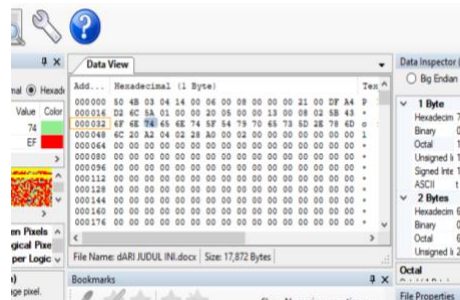 Data View
Data Inspector (
Add... Hexadecimal (1 Byte) Tex
Big Endian
nal Hexade
000000 50 4B 03 04 14 00 06 00 08 00 00 00 21 00 DF A4 P
000016 D2 6C 5A 01 00 00 20 05 00 00 13 00 08 02 5B 43
000032 6F 6E 74 65 6E 74 5F 54 79 70 65 73 5D 2E 78 6D o
000048 6C 20 A2 04 02 28 A0 00 02 00 00 00 00 00 00 00 l
000064 00 00 00 00 00 00 00 00 00 00 00 00 00 00 00 00
000080 00 00 00 00 00 00 00 00 00 00 00 00 00 00 00 00
000096 00 00 00 00 00 00 00 00 00 00 00 00 00 00 00 00
000112 00 00 00 00 00 00 00 00 00 00 00 00 00 00 00 00
000128 00 00 00 00 00 00 00 00 00 00 00 00 00 00 00 00
000144 00 00 00 00 00 00 00 00 00 00 00 00 00 00 00 00
000160 00 00 00 00 00 00 00 00 00 00 00 00 00 00 00 00
000176 00 00 00 00 00 00 00 00 00 00 00 00 00 00 00 00
Value Color
74
EF
en Pixels
gical Pixe
per Logic
ge pixel.
File Name: dARI JUDUL INI.docx Size: 17,872 Bytes
Bookmarks
1 Byte
Hexadecim 7
Binary 0
Octal 1
Unsigned I 1
Signed Inte 1
ASCII t
2 Bytes
Hexadecim 6
Binary 0
Octal 6
Unsigned I 2
Octal
File Properties